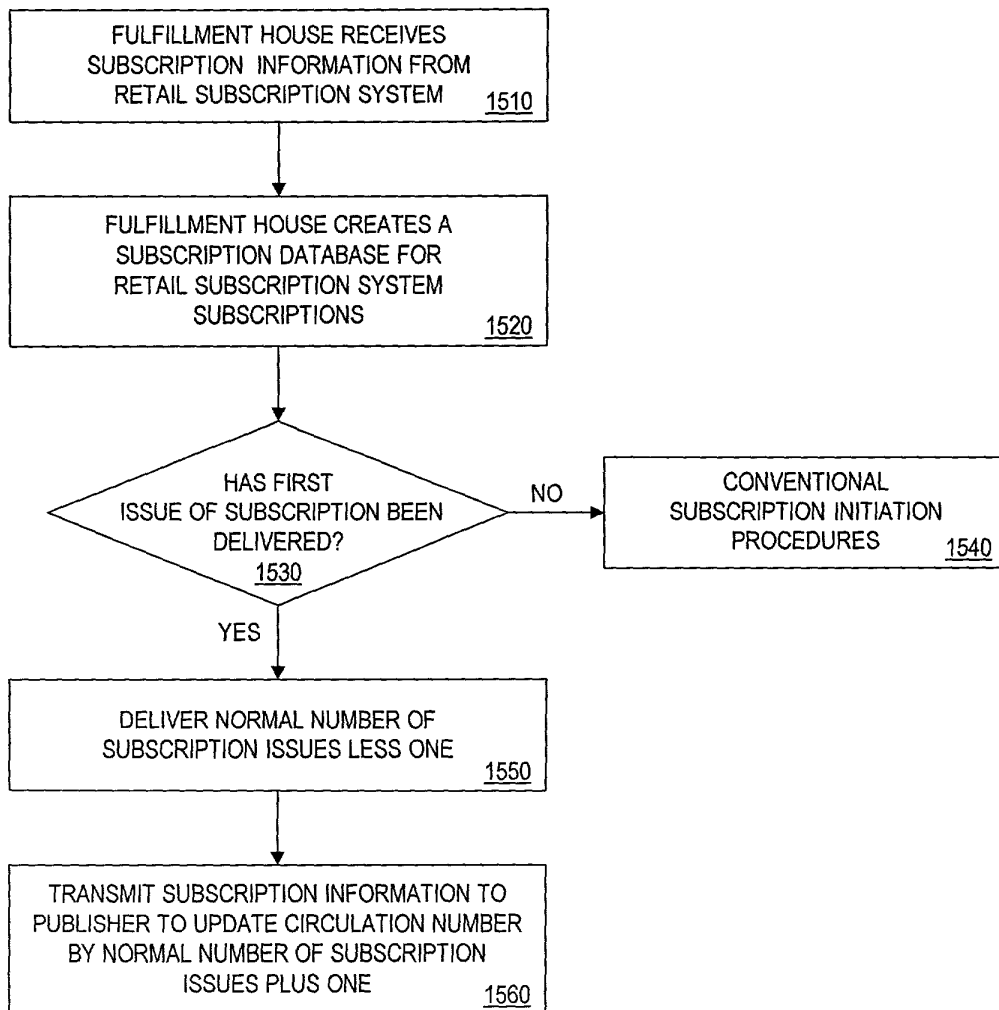 FULFILLMENT HOUSE RECEIVES
SUBSCRIPTION INFORMATION FROM
RETAIL SUBSCRIPTION SYSTEM
1510
FULFILLMENT HOUSE CREATES A
SUBSCRIPTION DATABASE FOR
RETAIL SUBSCRIPTION SYSTEM
SUBSCRIPTIONS
1520
HAS FIRST
ISSUE OF SUBSCRIPTION BEEN
DELIVERED?
1530
NO
CONVENTIONAL
SUBSCRIPTION INITIATION
PROCEDURES
1540
YES
DELIVER NORMAL NUMBER OF
SUBSCRIPTION ISSUES LESS ONE
1550
TRANSMIT SUBSCRIPTION INFORMATION TO
PUBLISHER TO UPDATE CIRCULATION NUMBER
BY NORMAL NUMBER OF SUBSCRIPTION
ISSUES PLUS ONE
1560